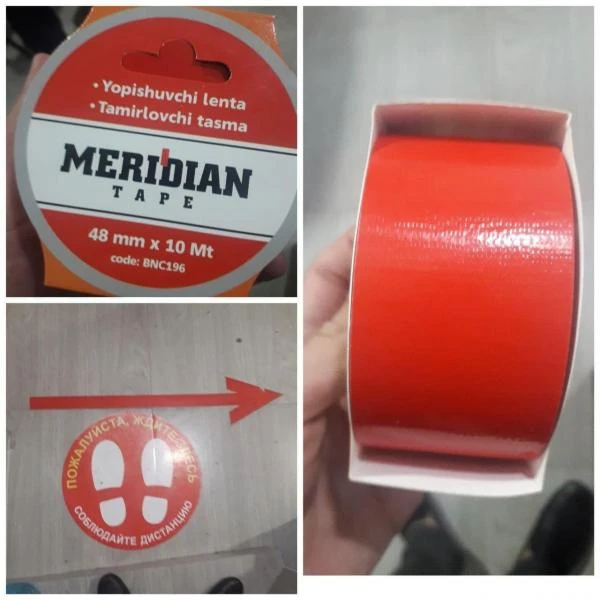 • Yopishuvchi lenta
• Tamirlovchi tasma
MERIDIAN
TAPE
48 mm x 10 Mt
code: BNC196
ПОЖАЛУЙСТА, ЖДИТЕ ЗДЕСЬ
СОБЛЮДАЙТЕ ДИСТАНЦИЮ